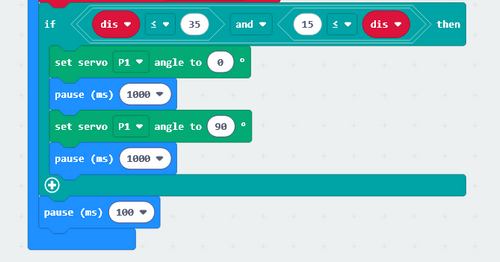 if dis ≤ 35 and 15 ≤ dis then
set servo P1 angle to 0 °
pause (ms) 1000
set servo P1 angle to 90 °
pause (ms) 1000
pause (ms) 100